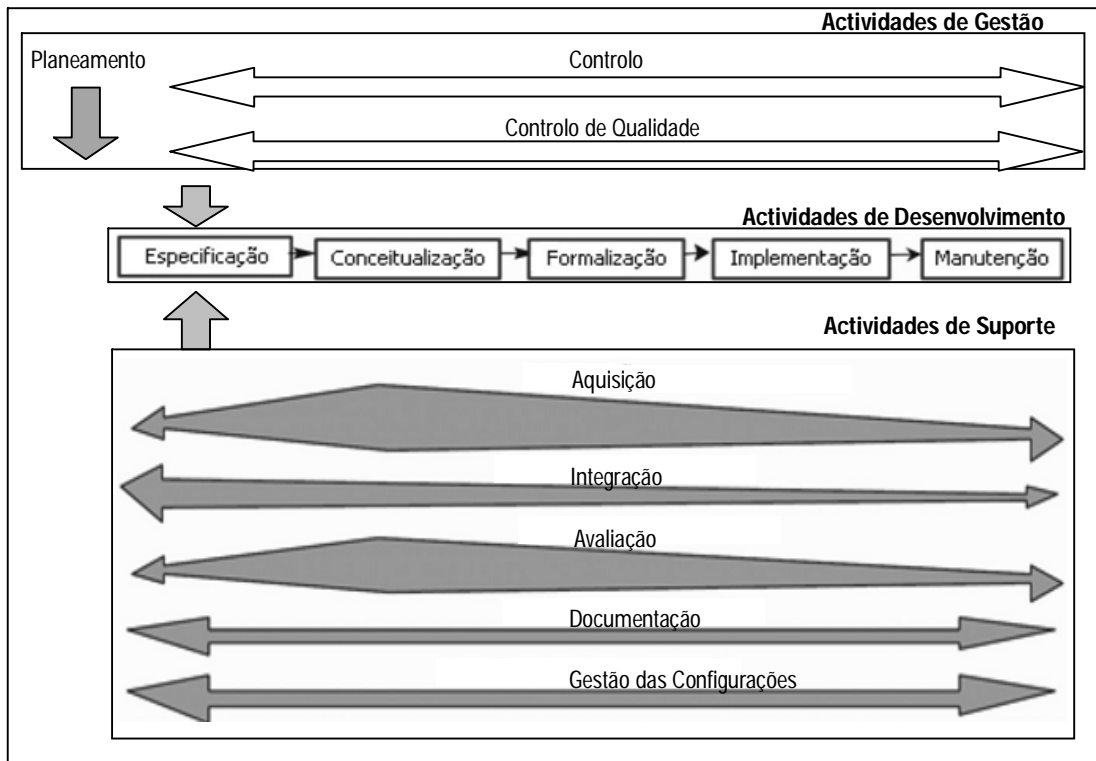 Actividades de Gestão
Planeamento
Controlo
Controlo de Qualidade
Actividades de Desenvolvimento
Especificação
Conceitualização
Formalização
Implementação
Manutenção
Actividades de Suporte
Aquisição
Integração
Avaliação
Documentação
Gestão das Configurações